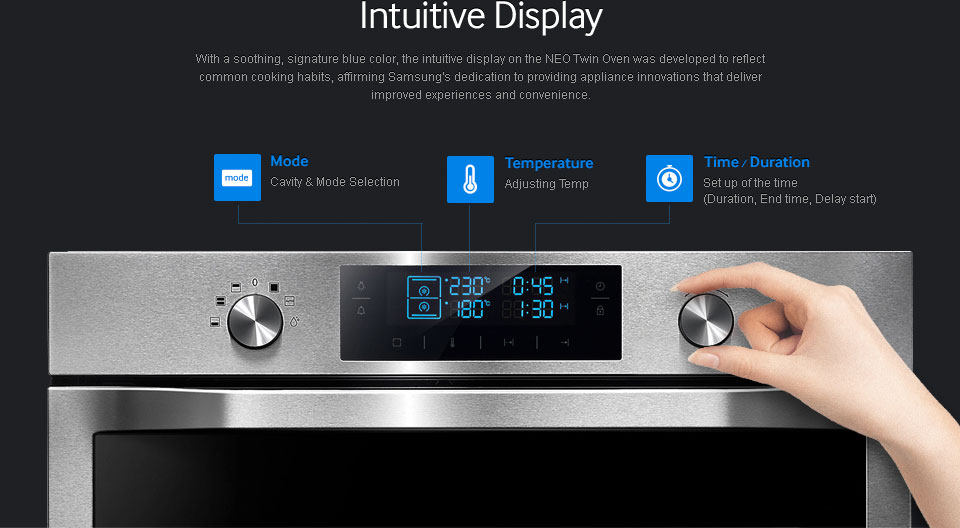 Intuitive Display
With a soothing, signature blue color, the intuitive display on the NEO Twin Oven was developed to reflect
common cooking habits, affirming Samsung's dedication to providing appliance innovations that deliver
improved experiences and convenience.
mode
Mode
Cavity & Mode Selection
Temperature
Adjusting Temp
Time / Duration
Set up of the time
(Duration, End time, Delay start)
0
230°C 0:45
180°C 1:30